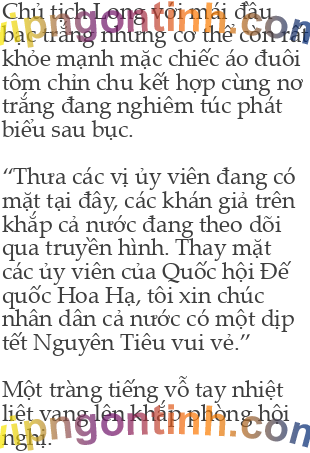 Chủ tịch Long với mái đầu
bạc trắng nhưng cơ thể còn rất
khỏe mạnh mặc chiếc áo đuôi
tôm chỉn chu kết hợp cùng nơ
trắng đang nghiêm túc phát
biểu sau bục.
“Thưa các vị ủy viên đang có
mặt tại đây, các khán giả trên
khắp cả nước đang theo dõi
qua truyền hình. Thay mặt
các ủy viên của Quốc hội Đế
quốc Hoa Hạ, tôi xin chúc
nhân dân cả nước có một dịp
tết Nguyên Tiêu vui vẻ.”
Một tràng tiếng vỗ tay nhiệt
liệt vang lên khắp phòng hội
nghị.
vupngontinh.com
vupngontinh.com